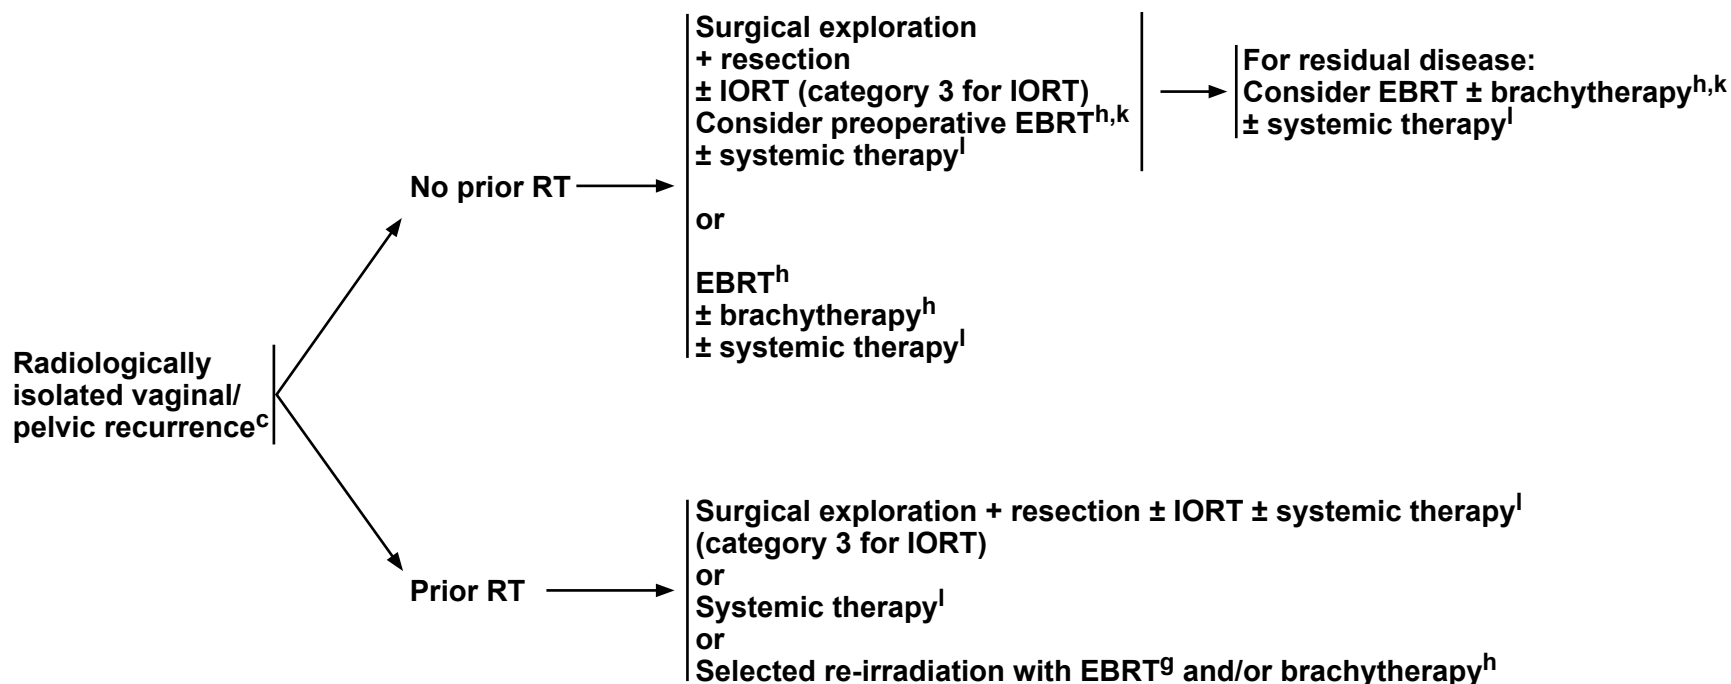 Radiologically
isolated vaginal/
pelvic recurrenceᶜ
No prior RT
Surgical exploration
+ resection
± IORT (category 3 for IORT)
Consider preoperative EBRTʰ,ᵏ
± systemic therapyˡ
or
EBRTʰ
± brachytherapyʰ
± systemic therapyˡ
For residual disease:
Consider EBRT ± brachytherapyʰ,ᵏ
± systemic therapyˡ
Prior RT
Surgical exploration + resection ± IORT ± systemic therapyˡ
(category 3 for IORT)
or
Systemic therapyˡ
or
Selected re-irradiation with EBRTᵍ and/or brachytherapyʰ